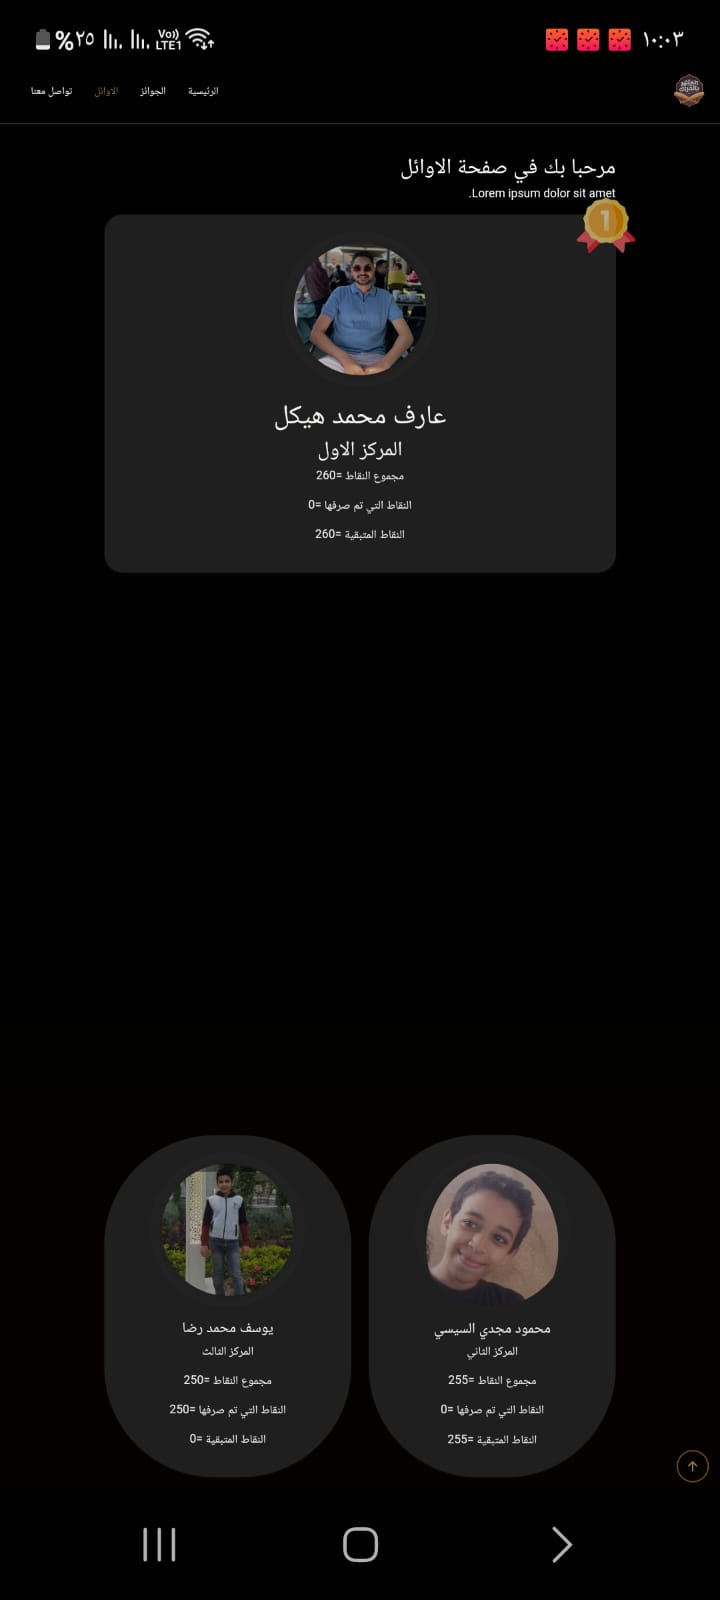 ١٠:٠٣
%٢٥
Vo))
LTE1
الرئيسية الجوائز الاوائل تواصل معنا
مرحبا بك في صفحة الاوائل
Lorem ipsum dolor sit amet.
1
عارف محمد هيكل
المركز الاول
مجموع النقاط =260
النقاط التي تم صرفها =0
النقاط المتبقية =260
محمود مجدي السيسي
المركز الثاني
مجموع النقاط =255
النقاط التي تم صرفها =0
النقاط المتبقية =255
يوسف محمد رضا
المركز الثالث
مجموع النقاط =250
النقاط التي تم صرفها =250
النقاط المتبقية =0